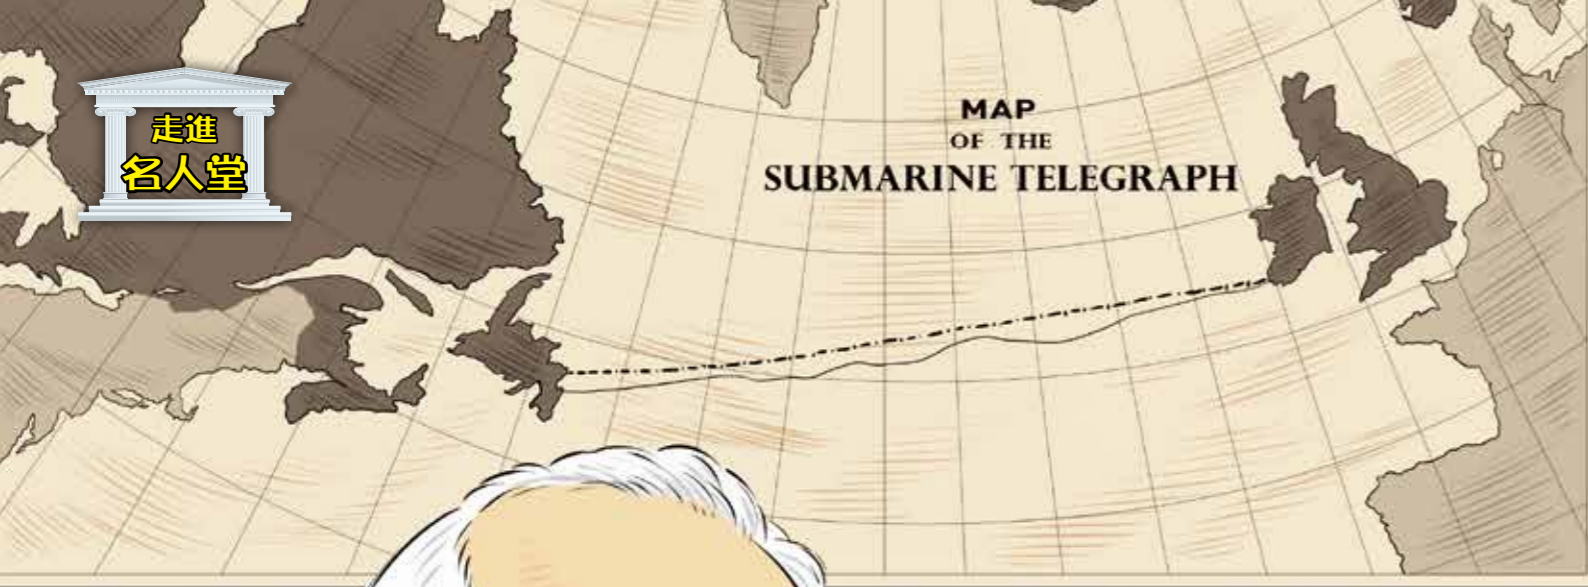 走進
名人堂
MAP
OF THE
SUBMARINE TELEGRAPH